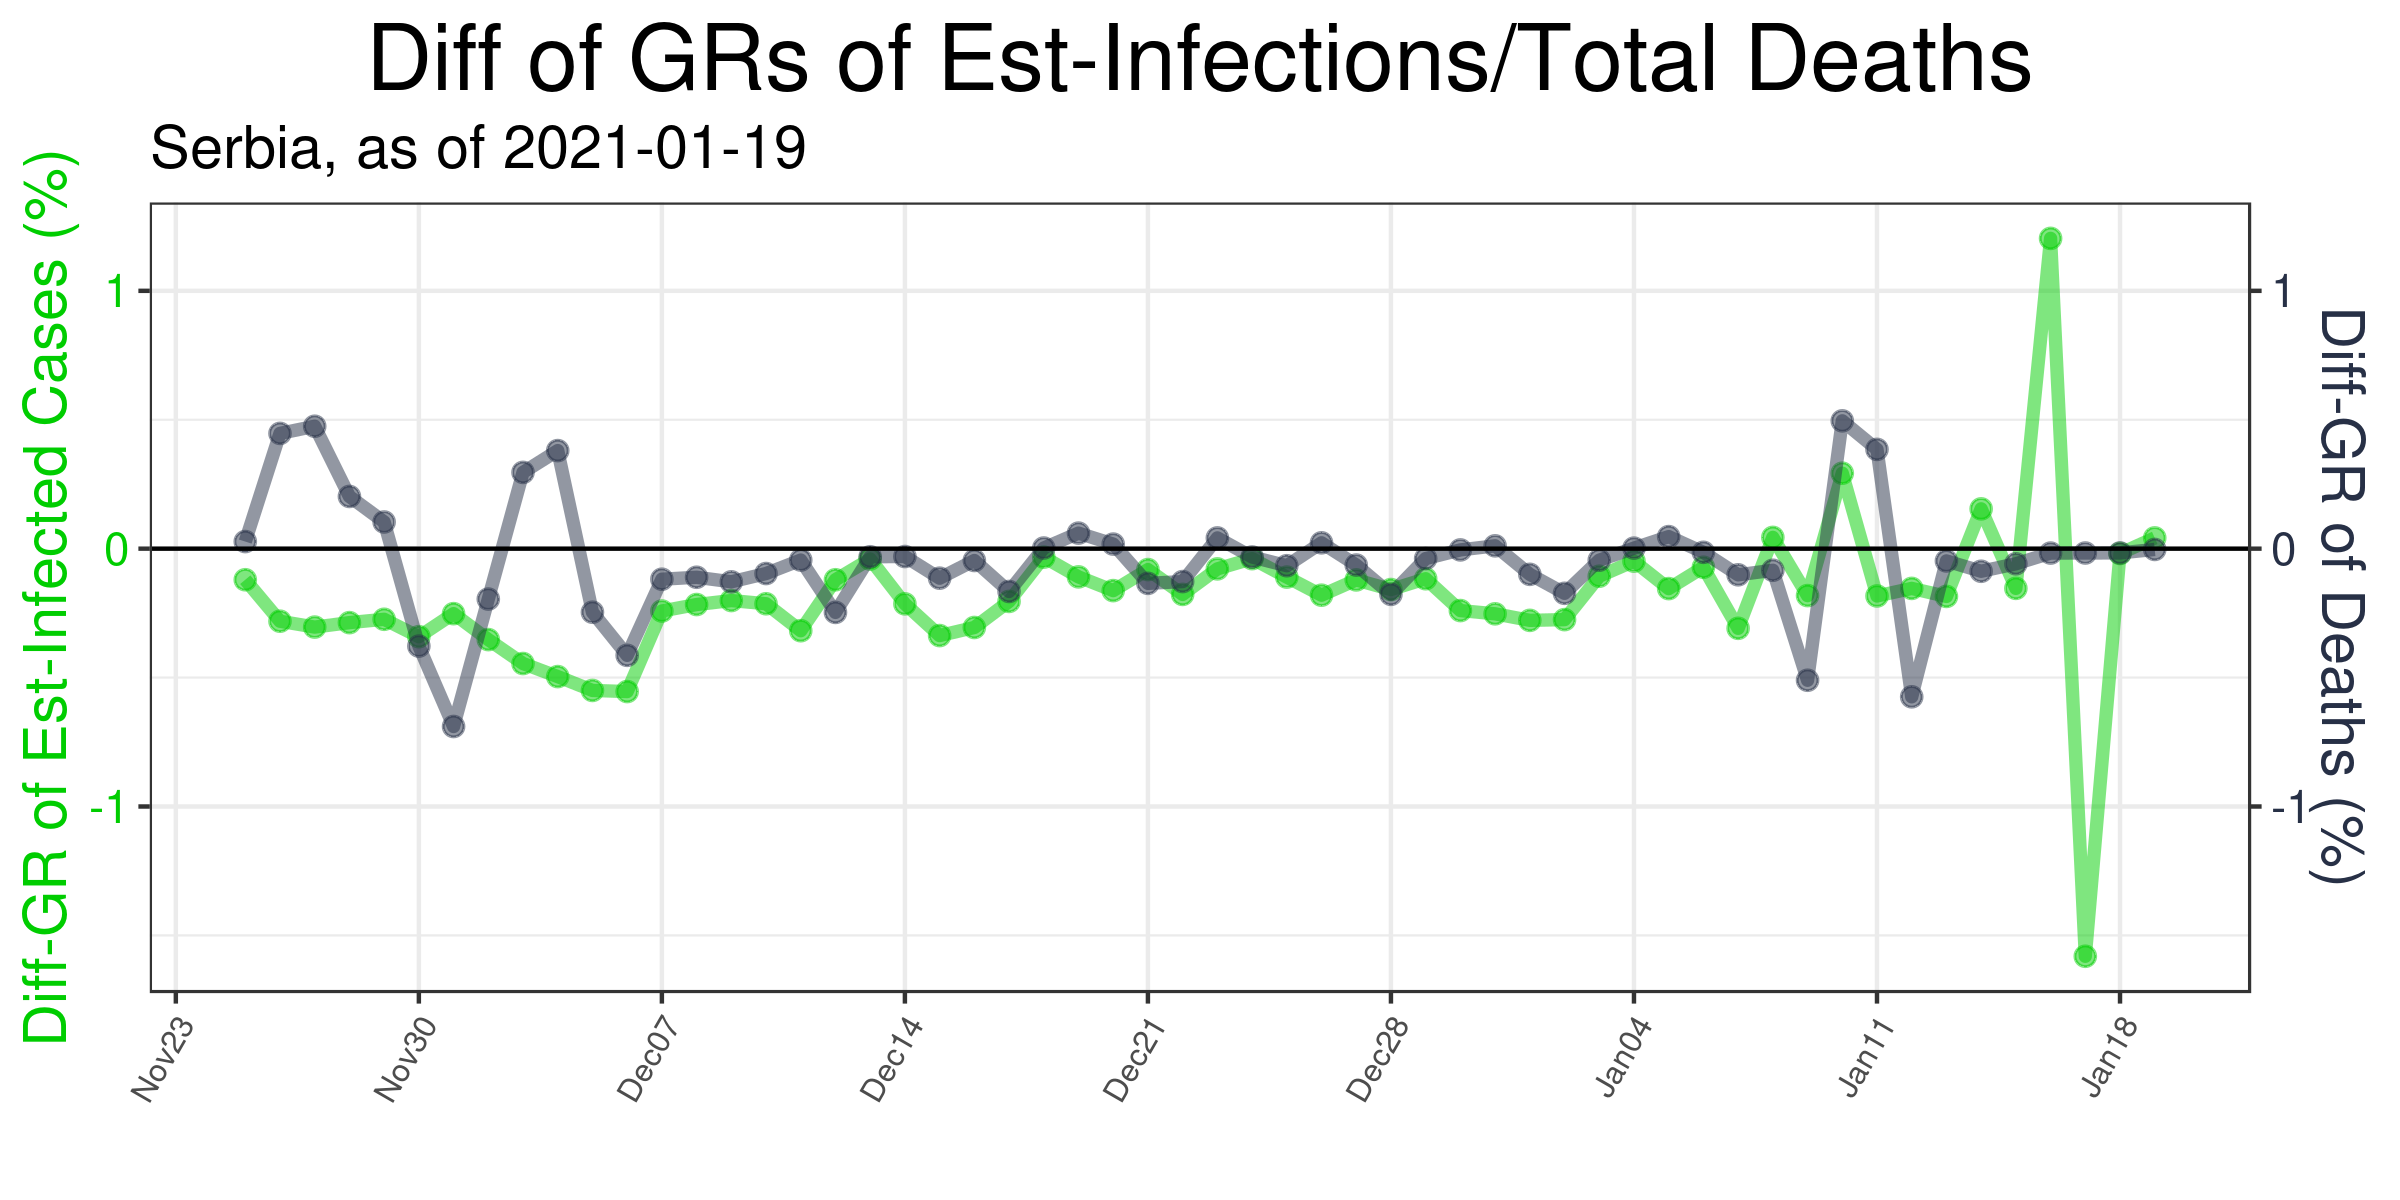 Diff of GRs of Est-Infections/Total Deaths
Serbia, as of 2021-01-19
Diff-GR of Est-Infected Cases (%)
1
0
-1
1
0
-1
Diff-GR of Deaths (%)
Nov23
Nov30
Dec07
Dec14
Dec21
Dec28
Jan04
Jan11
Jan18